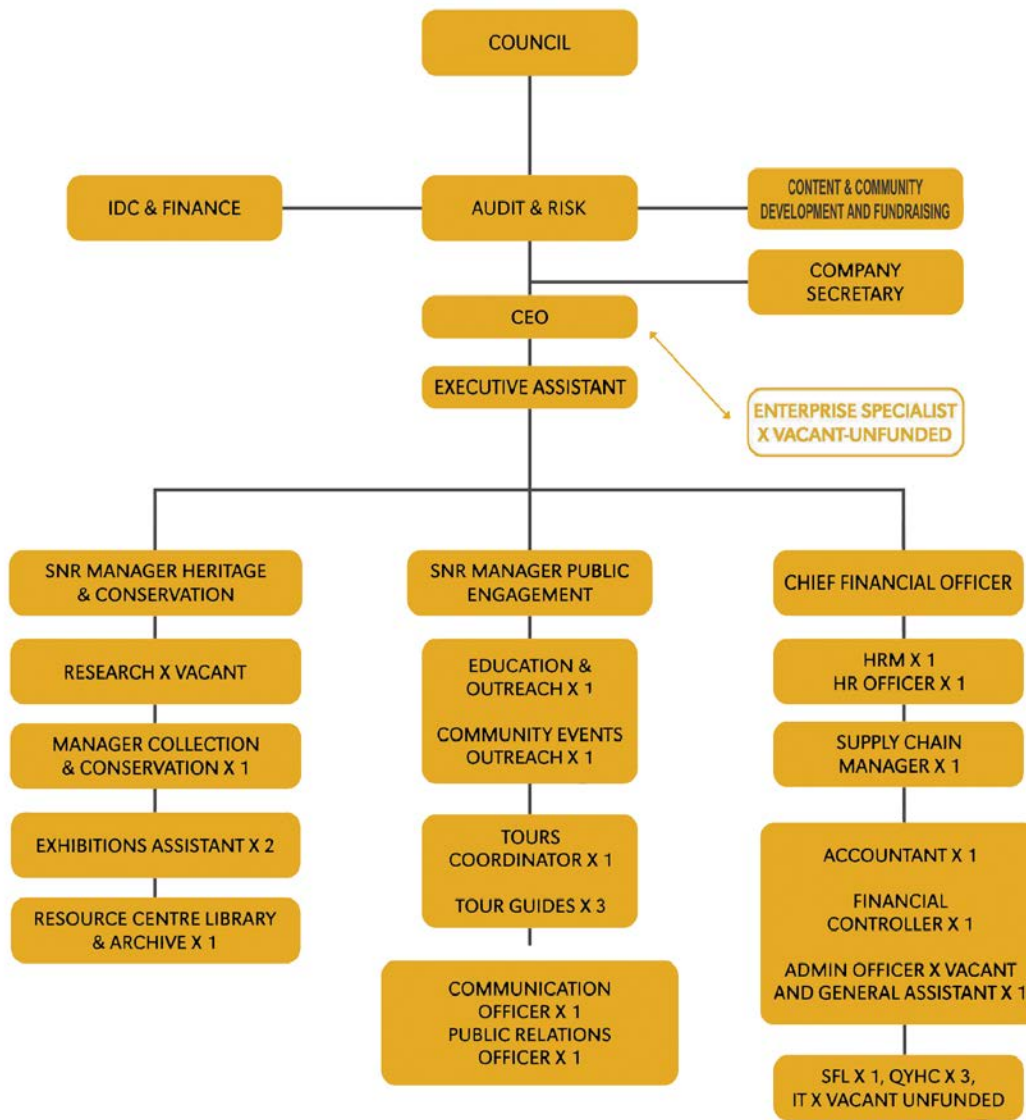 COUNCIL
IDC & FINANCE
AUDIT & RISK
CONTENT & COMMUNITY
DEVELOPMENT AND FUNDRAISING
COMPANY
SECRETARY
CEO
EXECUTIVE ASSISTANT
ENTERPRISE SPECIALIST
X VACANT-UNFUNDED
SNR MANAGER HERITAGE
& CONSERVATION
RESEARCH X VACANT
MANAGER COLLECTION
& CONSERVATION X 1
EXHIBITIONS ASSISTANT X 2
RESOURCE CENTRE LIBRARY
& ARCHIVE X 1
SNR MANAGER PUBLIC
ENGAGEMENT
EDUCATION &
OUTREACH X 1
COMMUNITY EVENTS
OUTREACH X 1
TOURS
COORDINATOR X 1
TOUR GUIDES X 3
COMMUNICATION
OFFICER X 1
PUBLIC RELATIONS
OFFICER X 1
CHIEF FINANCIAL OFFICER
HRM X 1
HR OFFICER X 1
SUPPLY CHAIN
MANAGER X 1
ACCOUNTANT X 1
FINANCIAL
CONTROLLER X 1
ADMIN OFFICER X VACANT
AND GENERAL ASSISTANT X 1
SFL X 1, QYHC X 3,
IT X VACANT UNFUNDED